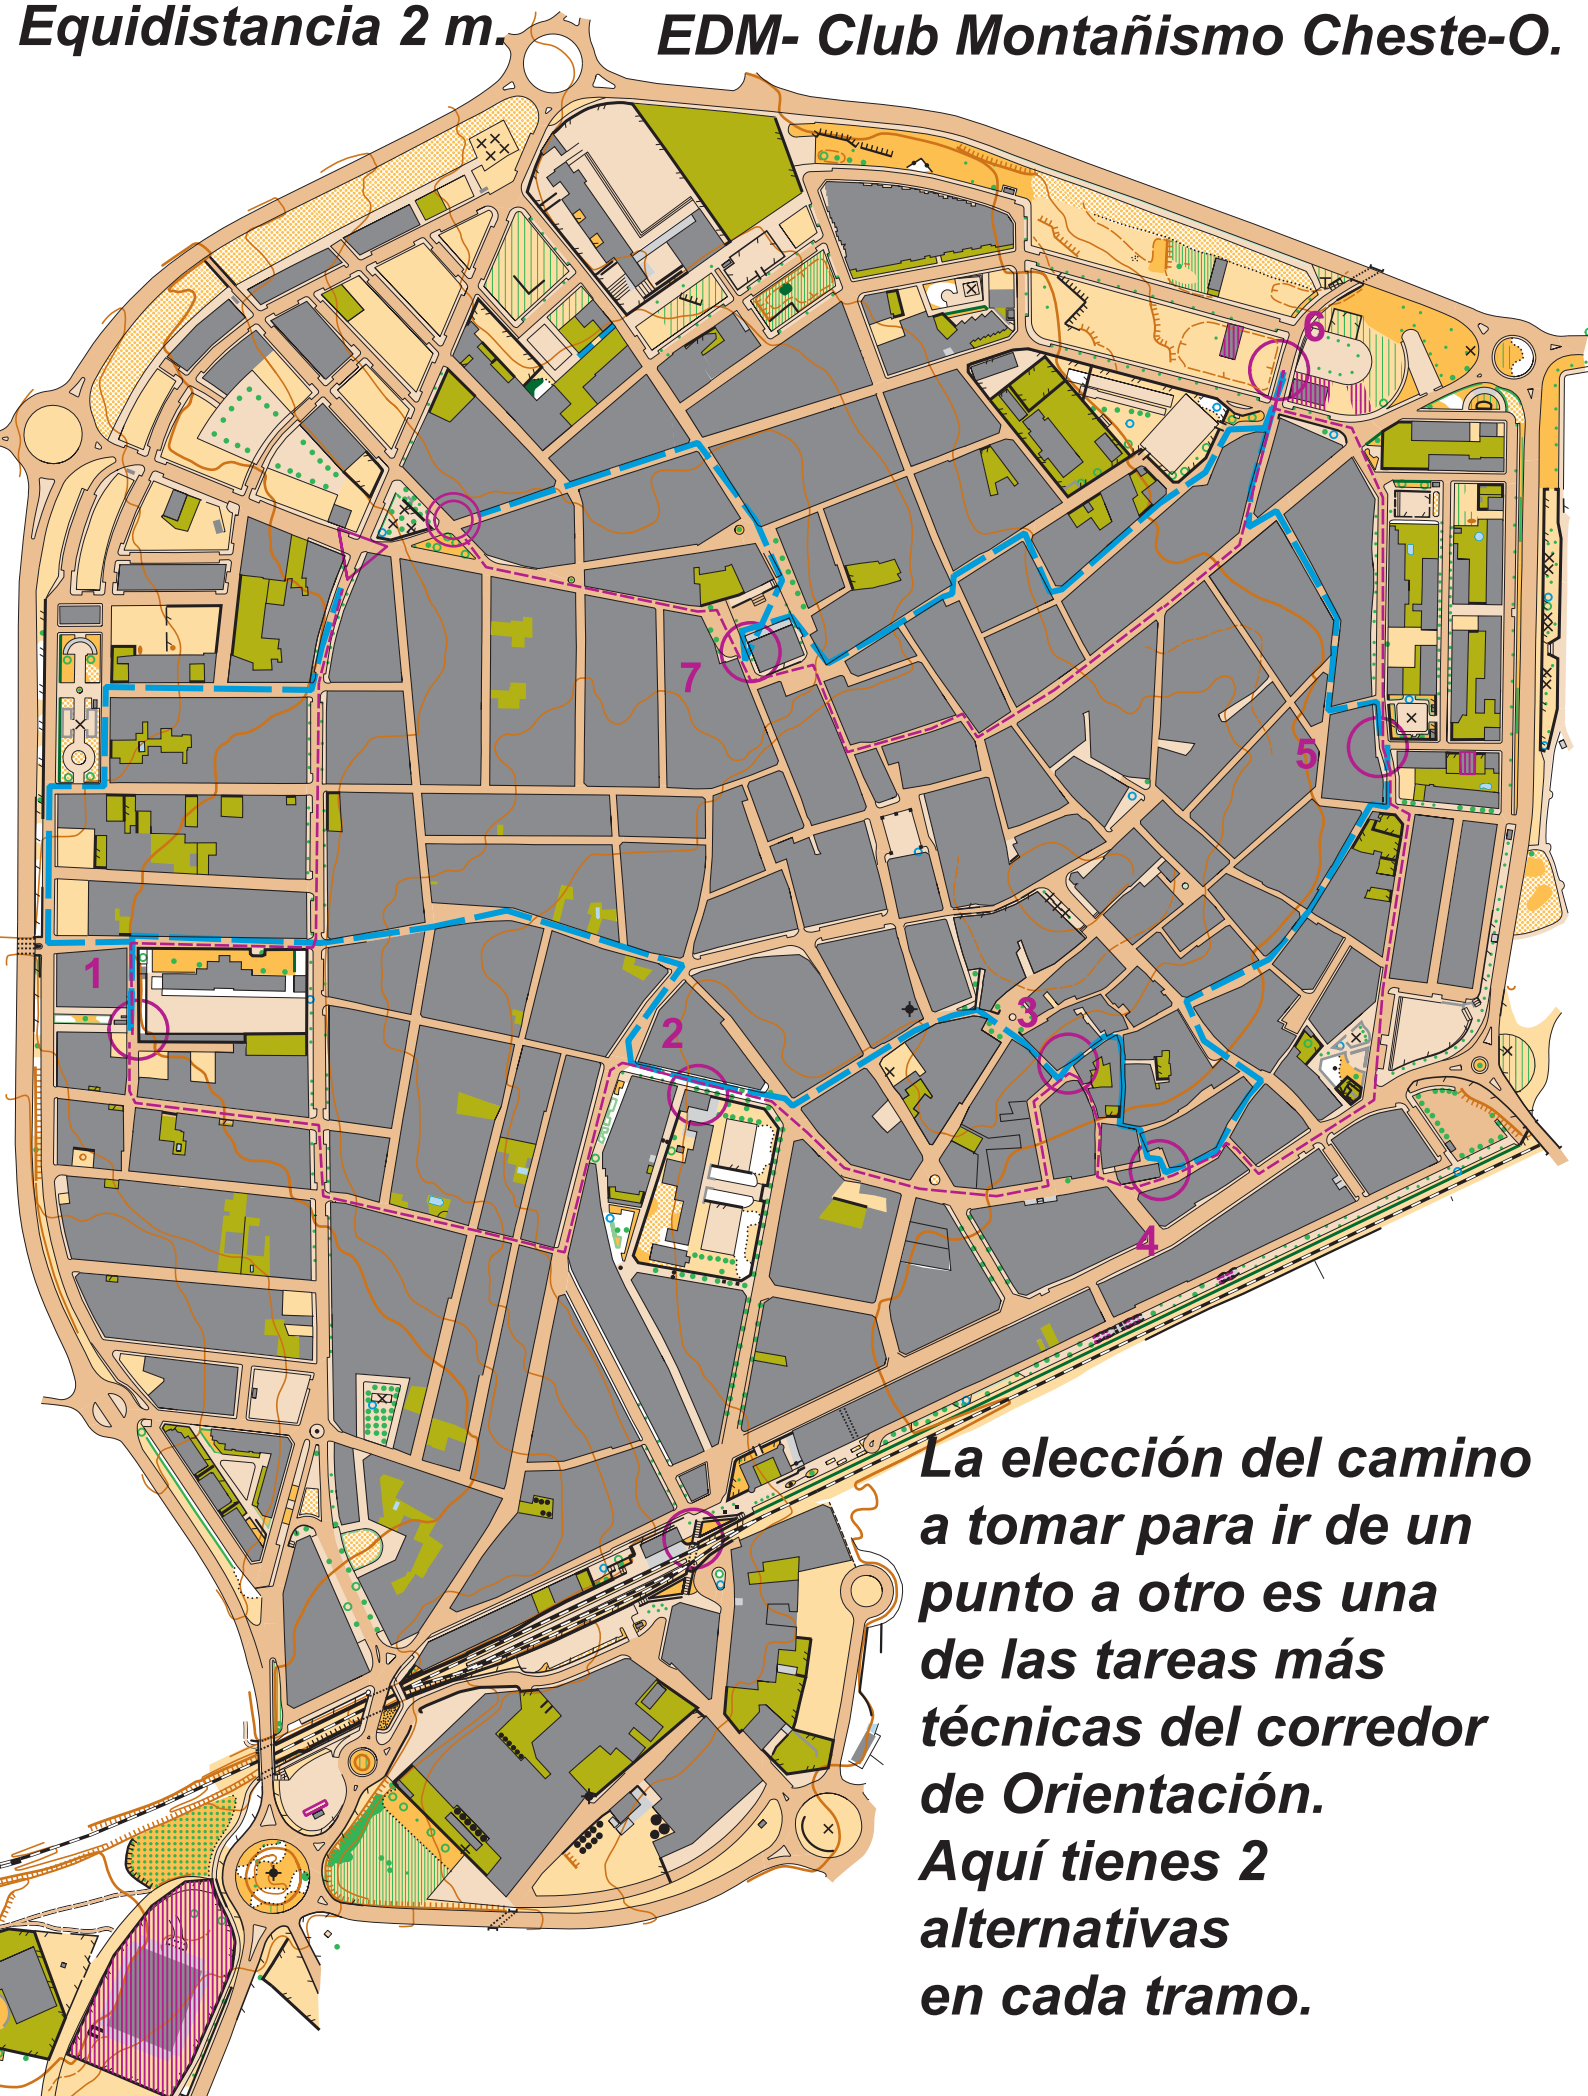 Equidistancia 2 m.
EDM- Club Montañismo Cheste-O.
6
7
5
1
3
2
4
La elección del camino
a tomar para ir de un
punto a otro es una
de las tareas más
técnicas del corredor
de Orientación.
Aquí tienes 2
alternativas
en cada tramo.